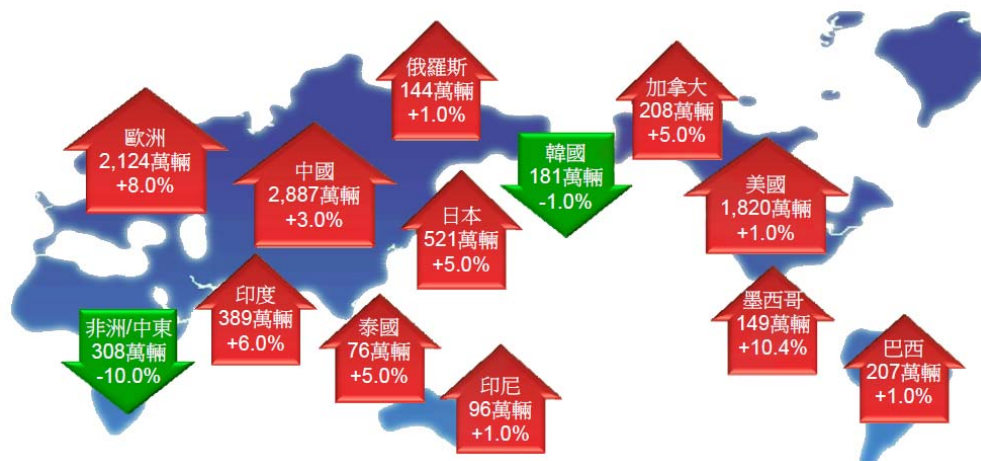 俄羅斯
144萬輛
+1.0%
加拿大
208萬輛
+5.0%
歐洲
2,124萬輛
+8.0%
中國
2,887萬輛
+3.0%
韓國
181萬輛
-1.0%
美國
1,820萬輛
+1.0%
日本
521萬輛
+5.0%
印度
389萬輛
+6.0%
墨西哥
149萬輛
+10.4%
非洲/中東
308萬輛
-10.0%
泰國
76萬輛
+5.0%
巴西
207萬輛
+1.0%
印尼
96萬輛
+1.0%